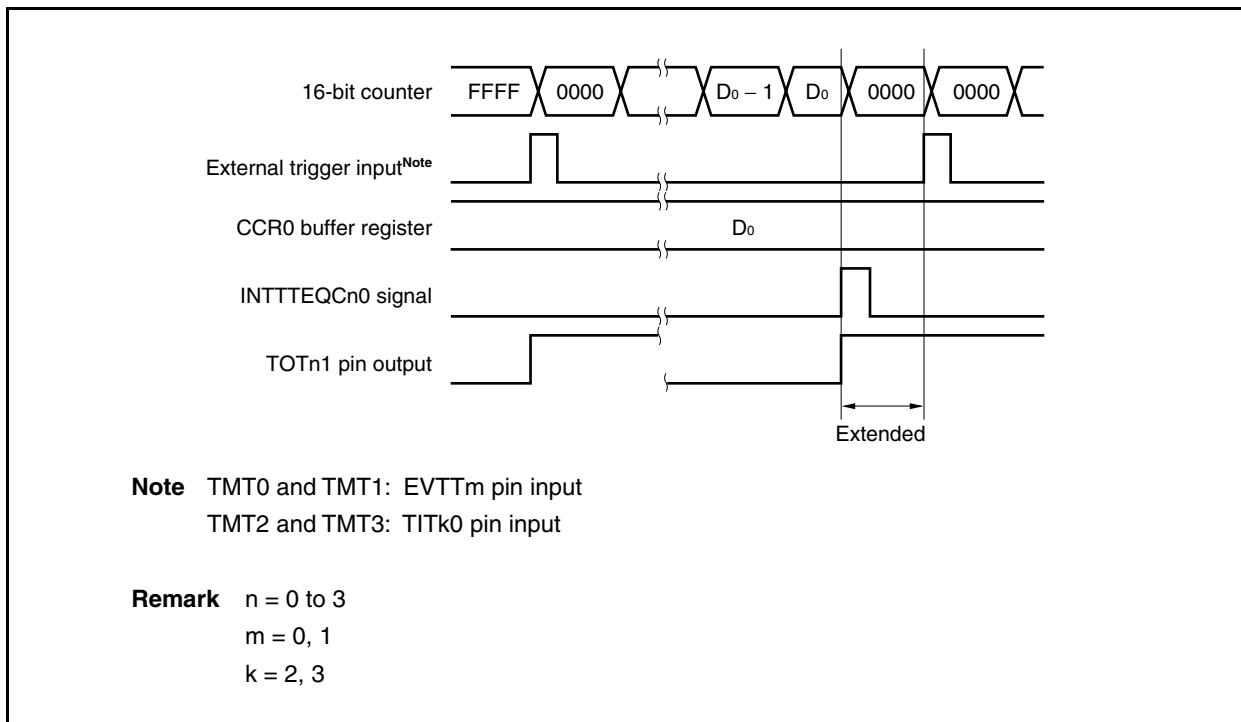 16-bit counter FFFF 0000 D0 − 1 D0 0000 0000
External trigger inputNote
CCR0 buffer register D0
INTTTEQCn0 signal
TOTn1 pin output
Extended
Note TMT0 and TMT1: EVTTm pin input
TMT2 and TMT3: TITk0 pin input
Remark n = 0 to 3
m = 0, 1
k = 2, 3